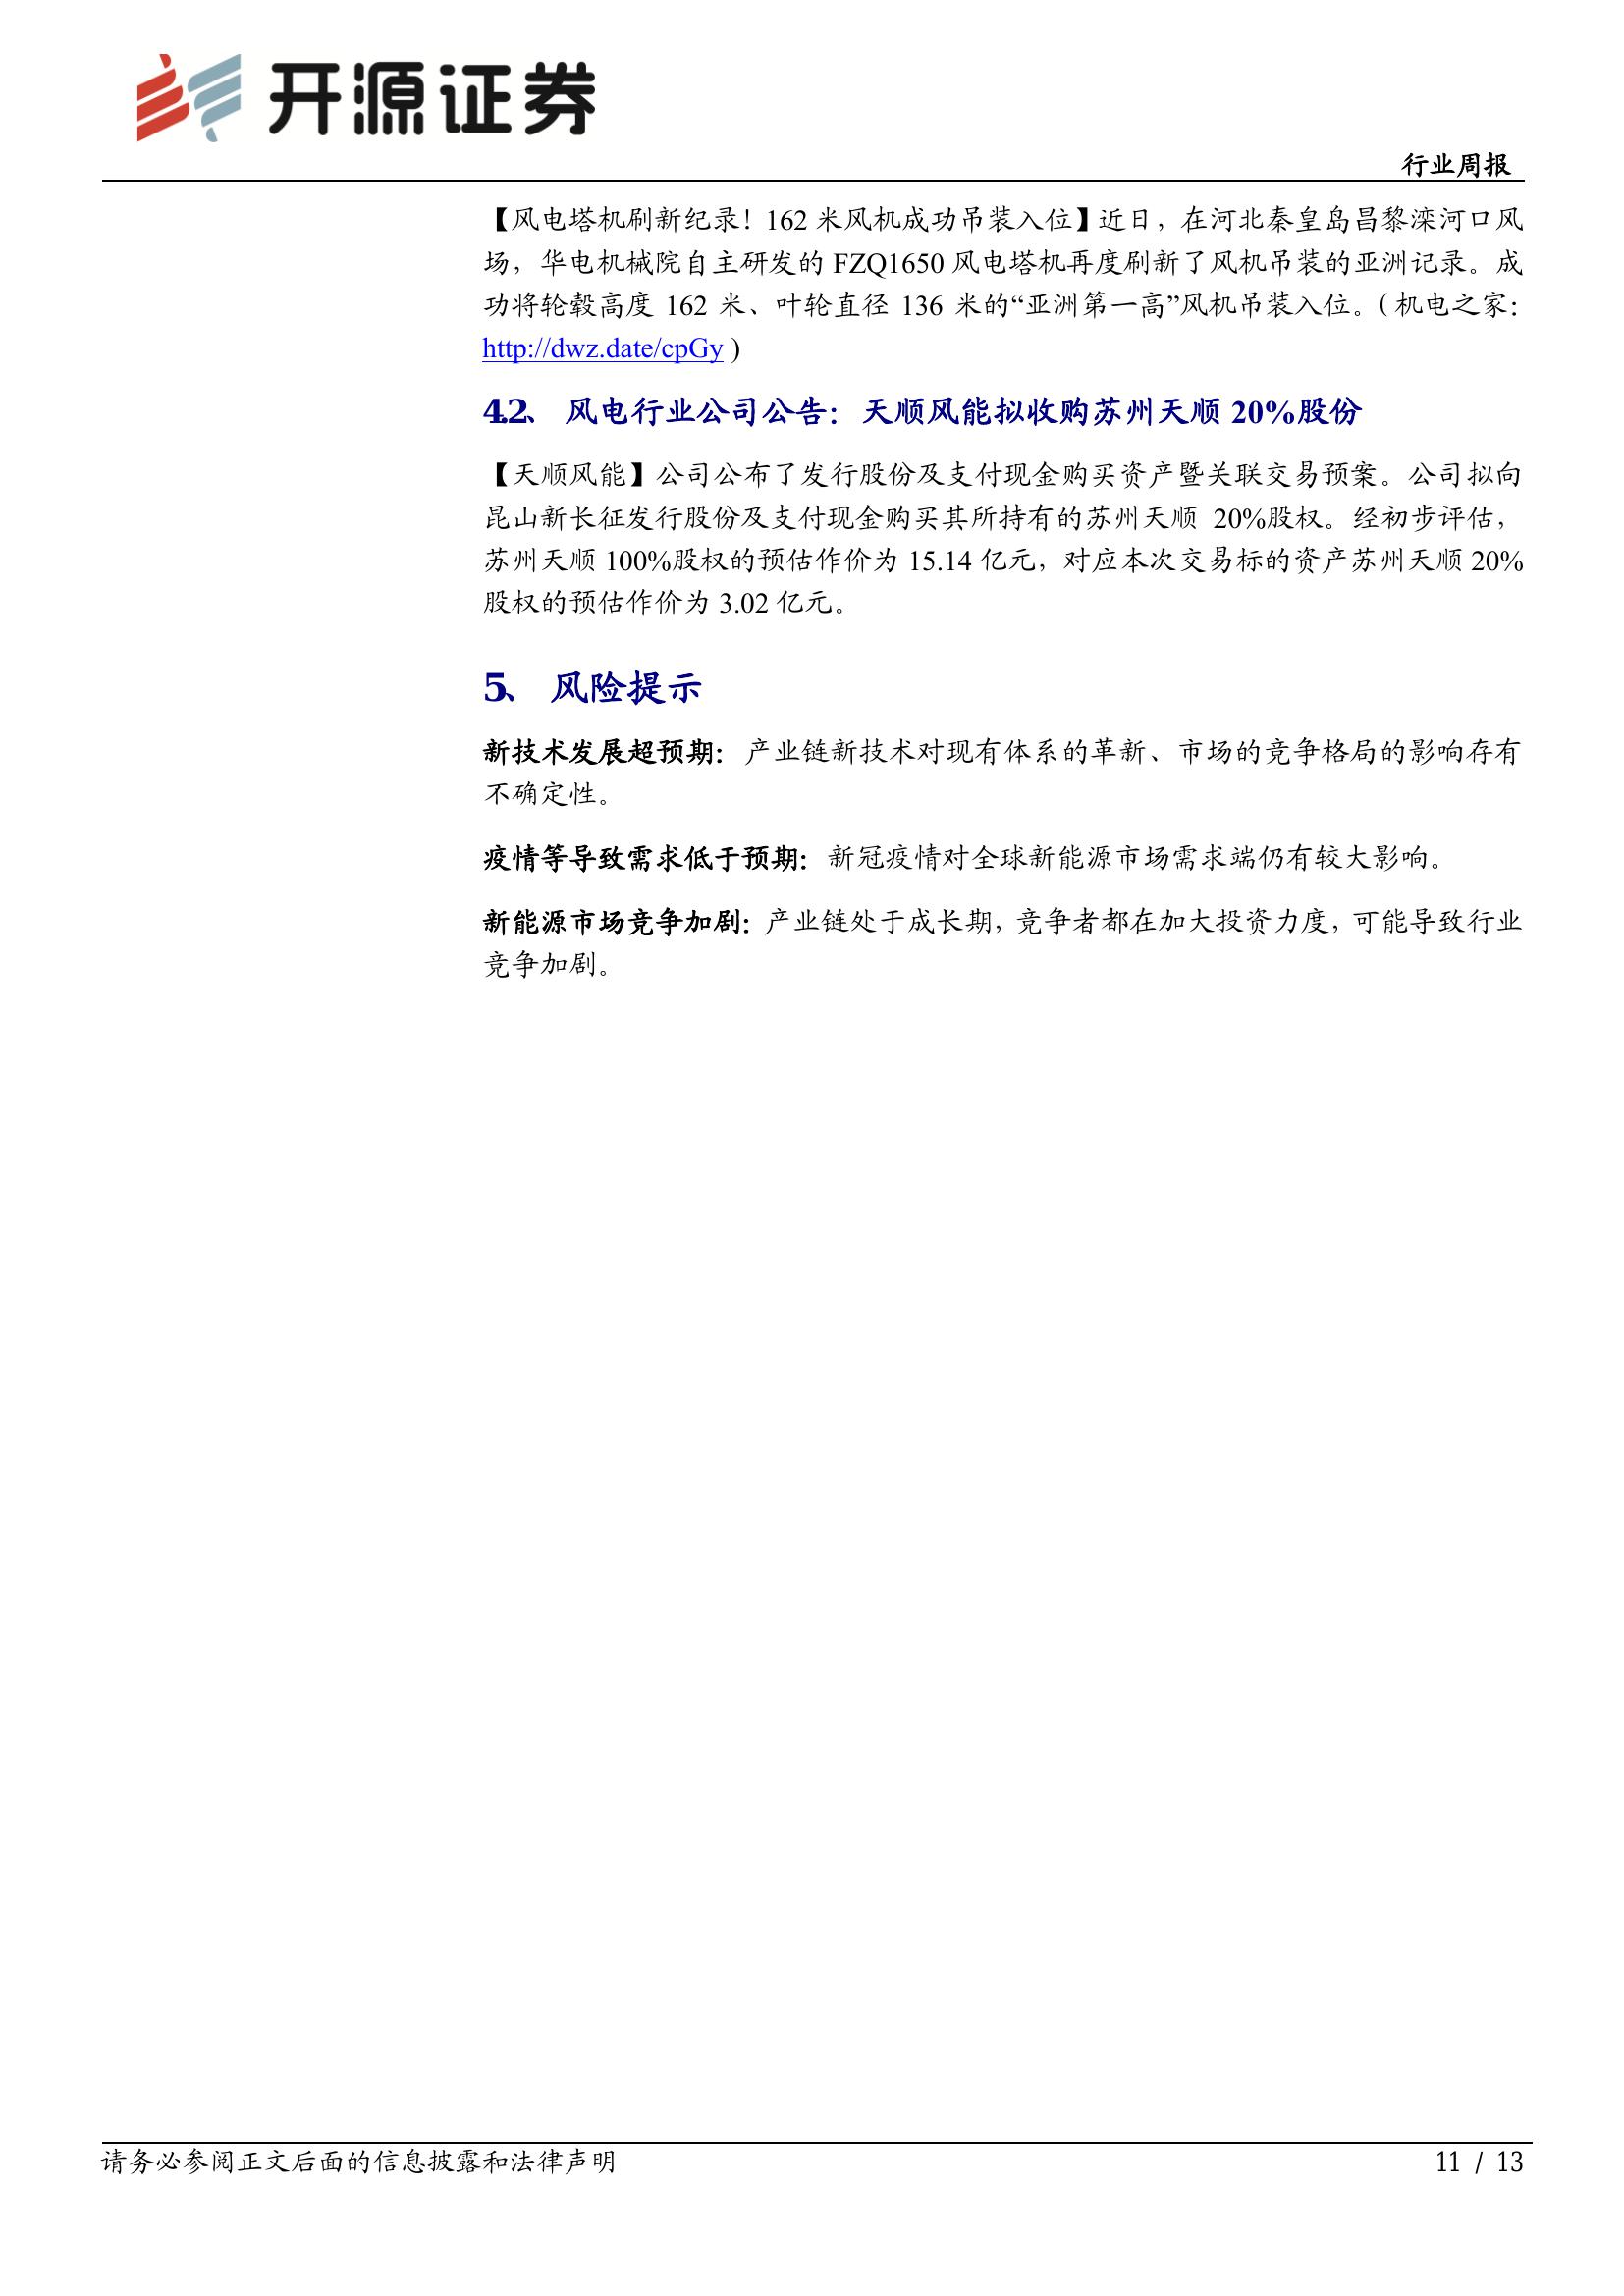 开源证券
行业周报
【风电塔机刷新纪录！162 米风机成功吊装入位】近日，在河北秦皇岛昌黎滦河口风
场，华电机械院自主研发的 FZQ1650 风电塔机再度刷新了风机吊装的亚洲记录。成
功将轮毂高度 162 米、叶轮直径 136 米的“亚洲第一高”风机吊装入位。（机电之家：
http://dwz.date/cpGy )
4.2、 风电行业公司公告：天顺风能拟收购苏州天顺 20%股份
【天顺风能】公司公布了发行股份及支付现金购买资产暨关联交易预案。公司拟向
昆山新长征发行股份及支付现金购买其所持有的苏州天顺 20%股权。经初步评估，
苏州天顺 100%股权的预估作价为 15.14 亿元，对应本次交易标的资产苏州天顺 20%
股权的预估作价为 3.02 亿元。
5、 风险提示
新技术发展超预期：产业链新技术对现有体系的革新、市场的竞争格局的影响存有
不确定性。
疫情等导致需求低于预期：新冠疫情对全球新能源市场需求端仍有较大影响。
新能源市场竞争加剧：产业链处于成长期，竞争者都在加大投资力度，可能导致行业
竞争加剧。
请务必参阅正文后面的信息披露和法律声明
11 / 13